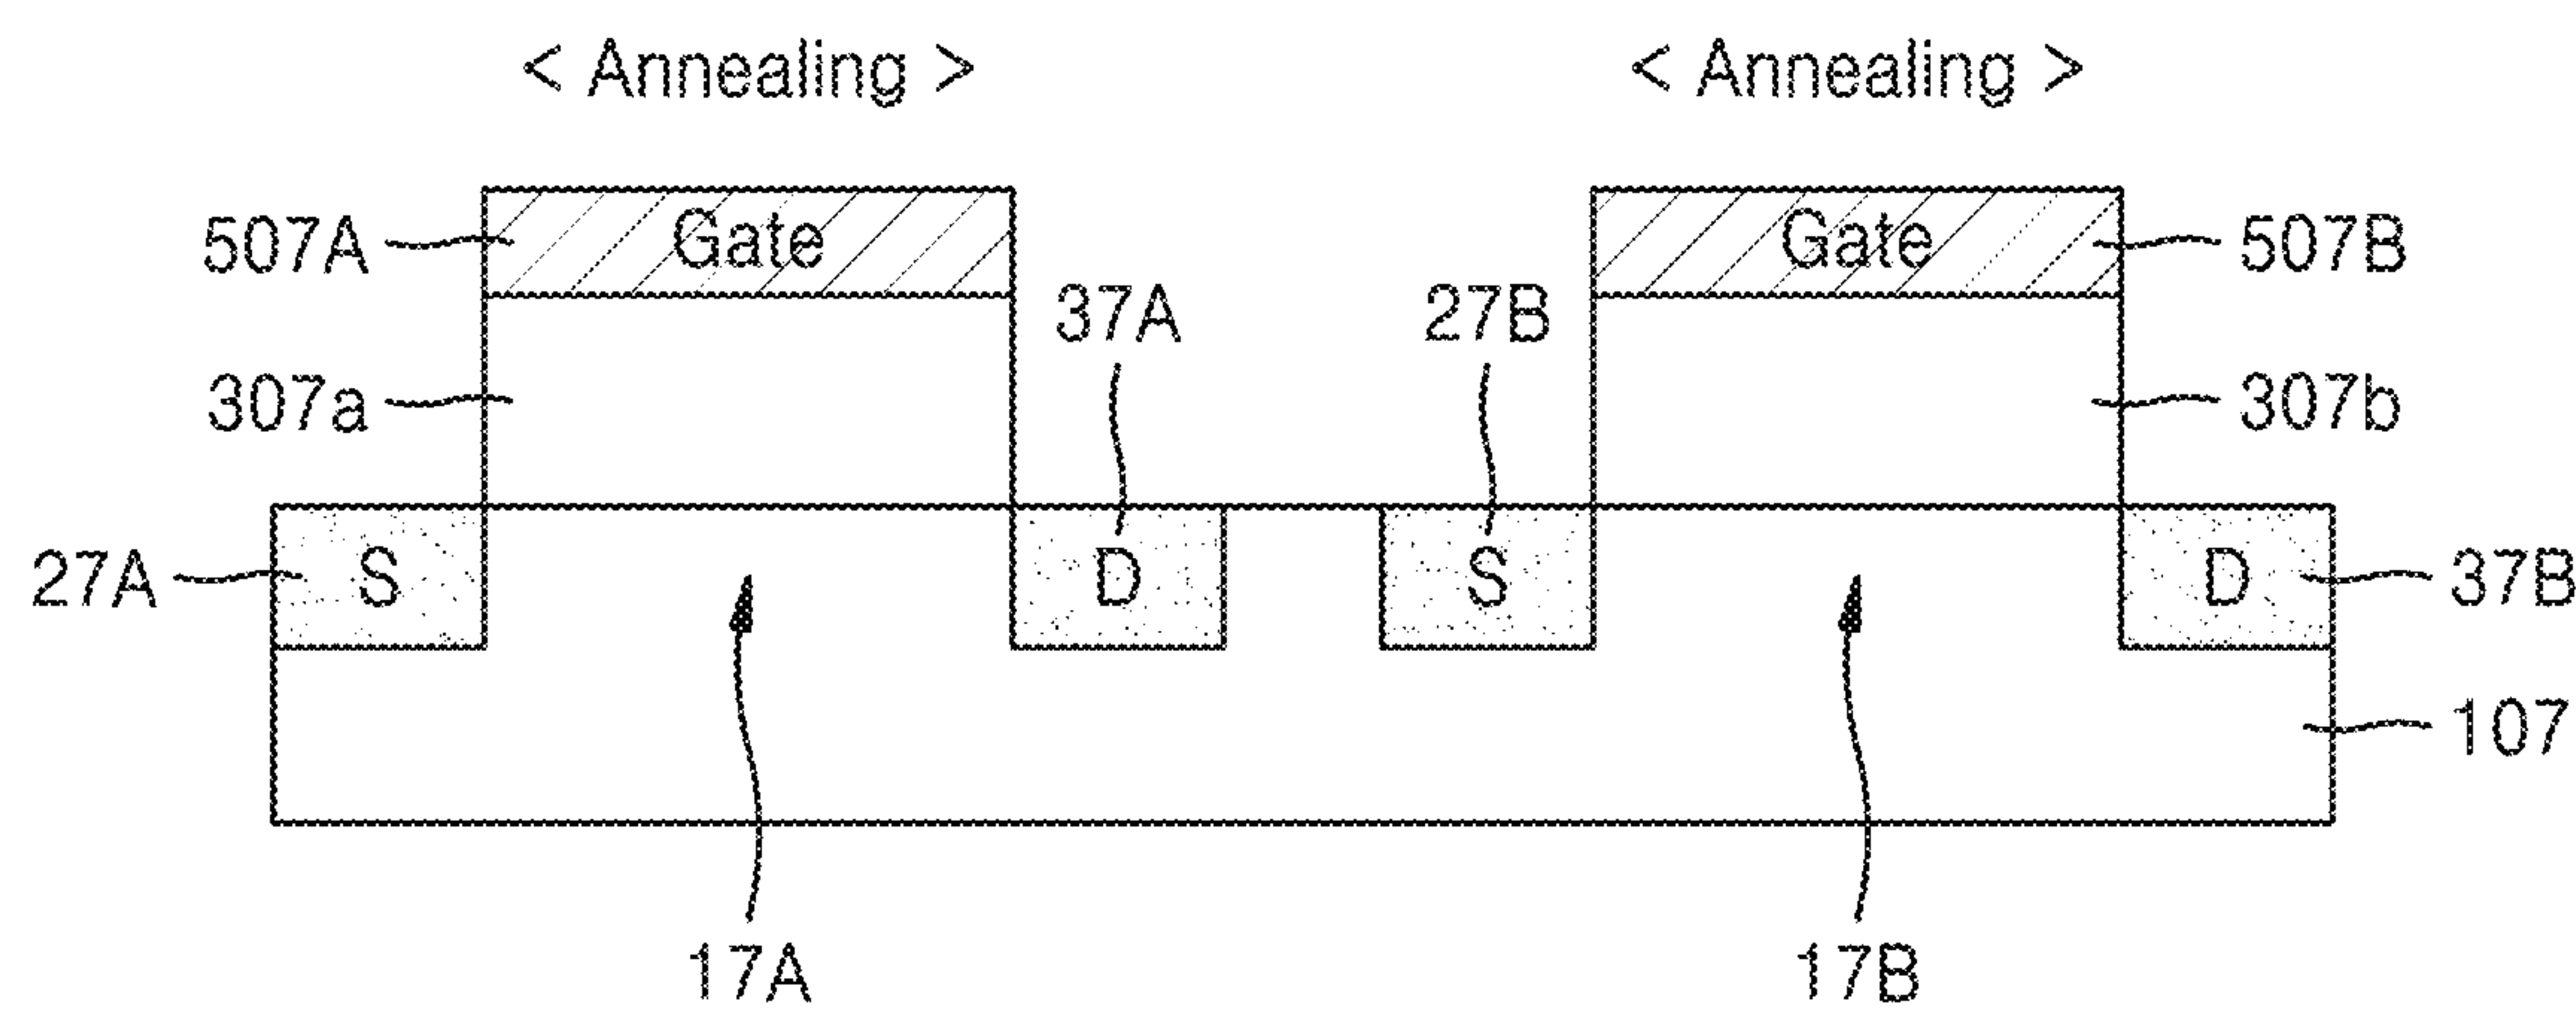 < Annealing > < Annealing >
507A Gate Gate 507B
37A 27B
307a 307b
27A S D S D 37B
107
17A 17B